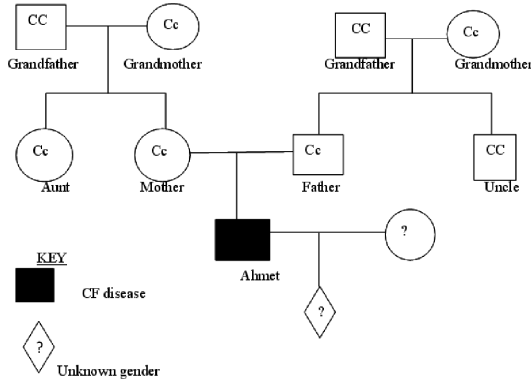 CC
Cc
CC
Cc
Grandfather
Grandmother
Grandfather
Grandmother
Cc
Cc
Cc
CC
Aunt
Mother
Father
Uncle
?
KEY
Ahmet
CF disease
?
?
Unknown gender